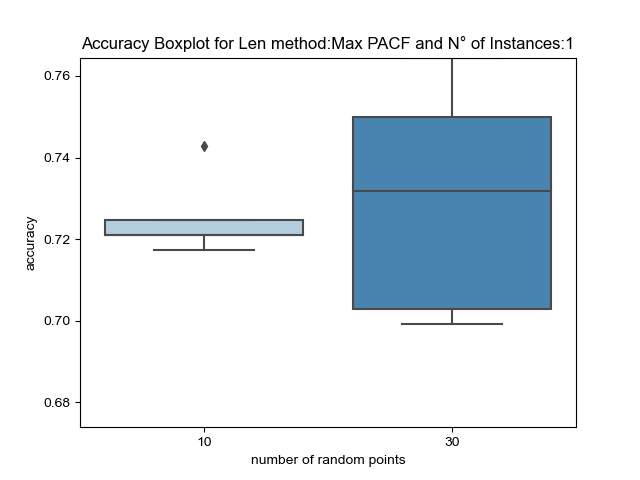 Accuracy Boxplot for Len method:Max PACF and N° of Instances:1
0.76
0.74
0.72
0.70
0.68
accuracy
10
30
number of random points